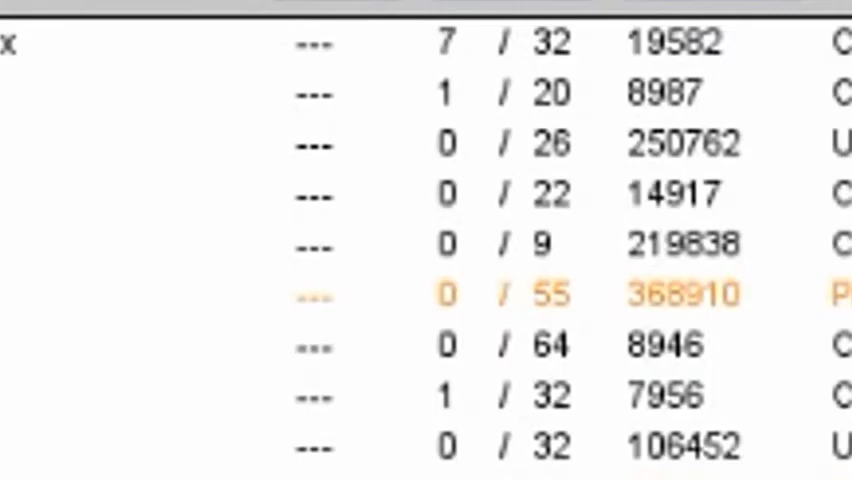 x --- 7 / 32 19582 C
--- 1 / 20 8987 C
--- 0 / 26 250762 U
--- 0 / 22 14917 C
--- 0 / 9 219838 C
--- 0 / 55 368910 P
--- 0 / 64 8946 C
--- 1 / 32 7956 C
--- 0 / 32 106452 U